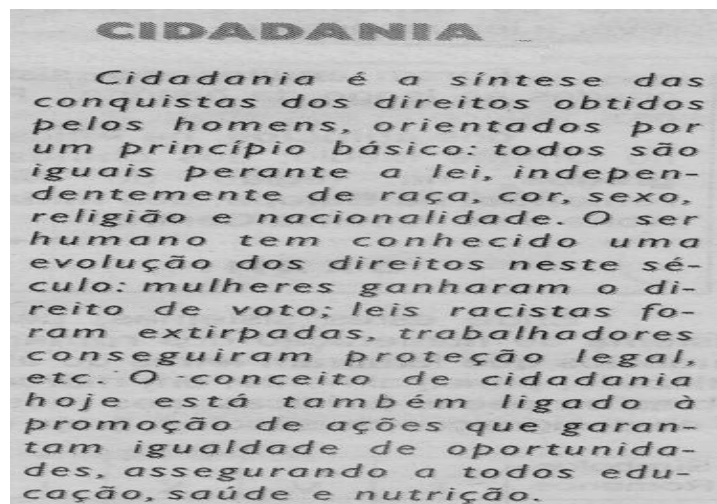 CIDADANIA
Cidadania é a síntese das
conquistas dos direitos obtidos
pelos homens, orientados por
um princípio básico: todos são
iguais perante a lei, indepen-
dentemente de raça, cor, sexo,
religião e nacionalidade. O ser
humano tem conhecido uma
evolução dos direitos neste sé-
culo: mulheres ganharam o di-
reito de voto; leis racistas fo-
ram extirpadas, trabalhadores
conseguiram proteção legal,
etc. O conceito de cidadania
hoje está também ligado à
promoção de ações que garan-
tam igualdade de oportunida-
des, assegurando a todos edu-
cação, saúde e nutrição.